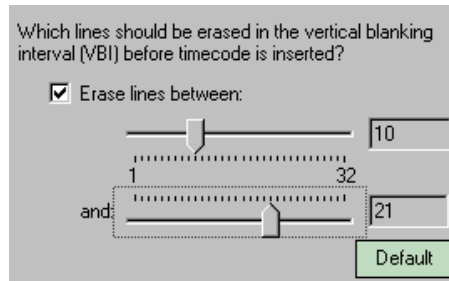 Which lines should be erased in the vertical blanking
interval (VBI) before timecode is inserted?
Erase lines between:
10
1 32
and:
21
Default